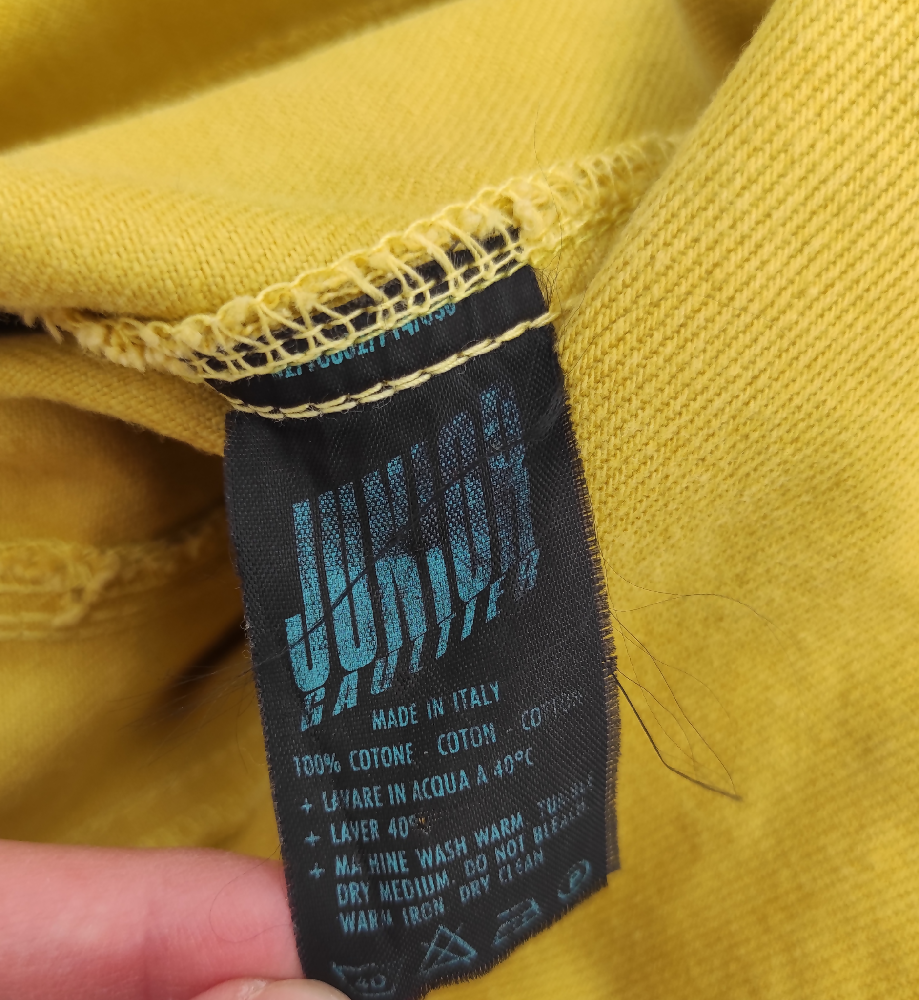 JUNIOR
GAULTIER
MADE IN ITALY
100% COTONE - COTON - COTTON
+ LAVARE IN ACQUA A 40°C
+ LAVER 40°C
+ MACHINE WASH WARM TUMBLE
DRY MEDIUM. DO NOT BLEACH
WARM IRON. DRY CLEAN
40 P